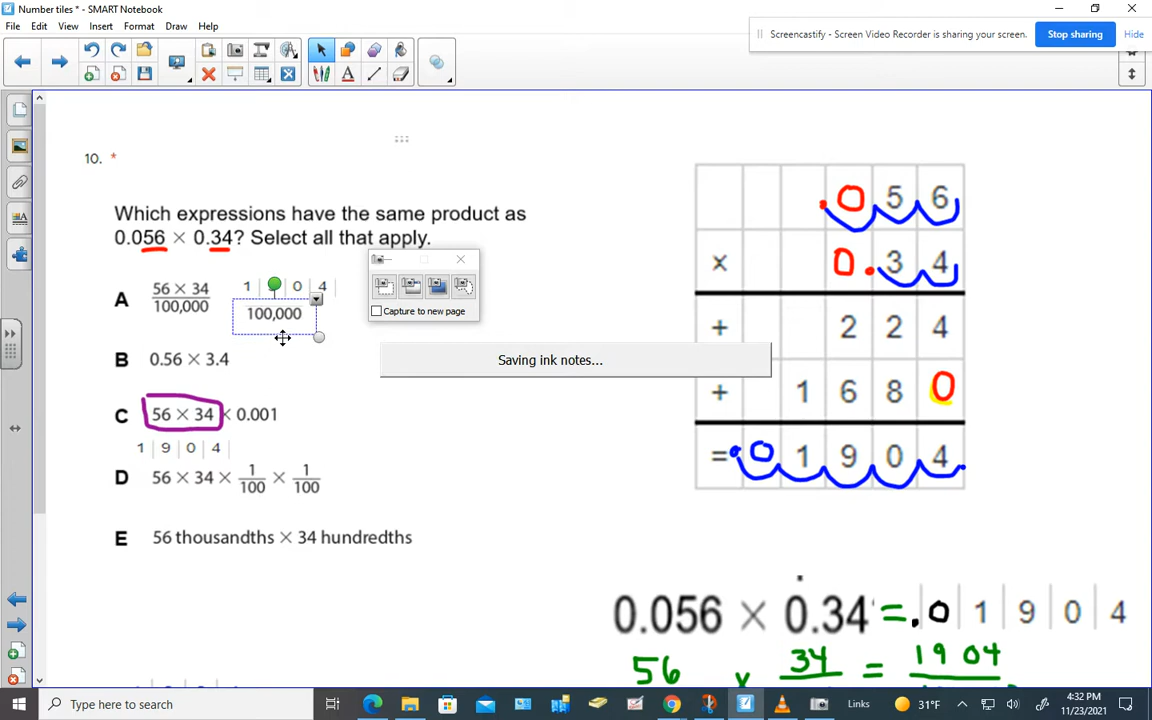 Number tiles * - SMART Notebook
File Edit View Insert Format Draw Help
Screencastify - Screen Video Recorder is sharing your screen. Stop sharing Hide
10. *
Which expressions have the same product as
0.056 × 0.34? Select all that apply.
A 56 × 34 / 100,000
1 0 4
100,000
Capture to new page
Saving ink notes...
B 0.56 × 3.4
C 56 × 34 × 0.001
1 9 0 4
D 56 × 34 × 1/100 × 1/100
E 56 thousandths × 34 hundredths
.0 5 6
× 0.3 4
+ 2 2 4
+ 1 6 8 0
= .0 1 9 0 4
0.056 × 0.34 = .0 1 9 0 4
56 × 34 = 1904
Type here to search
31°F
Links
4:32 PM
11/23/2021